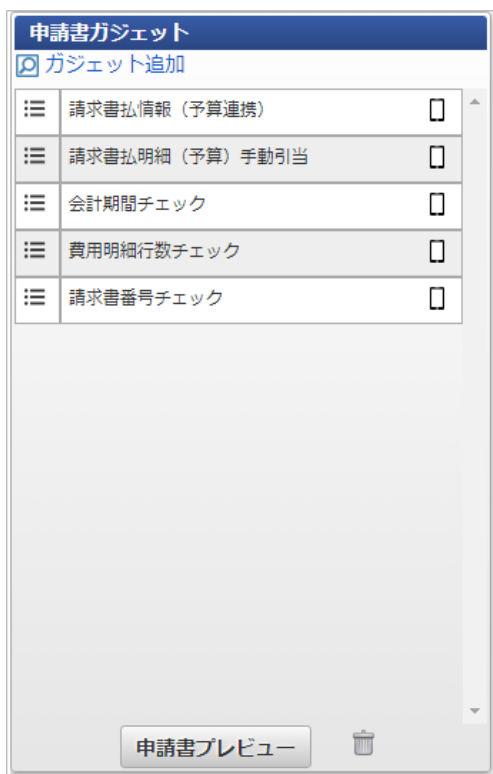 申請書ガジェット
ガジェット追加
請求書払情報（予算連携）
請求書払明細（予算）手動引当
会計期間チェック
費用明細行数チェック
請求書番号チェック
申請書プレビュー